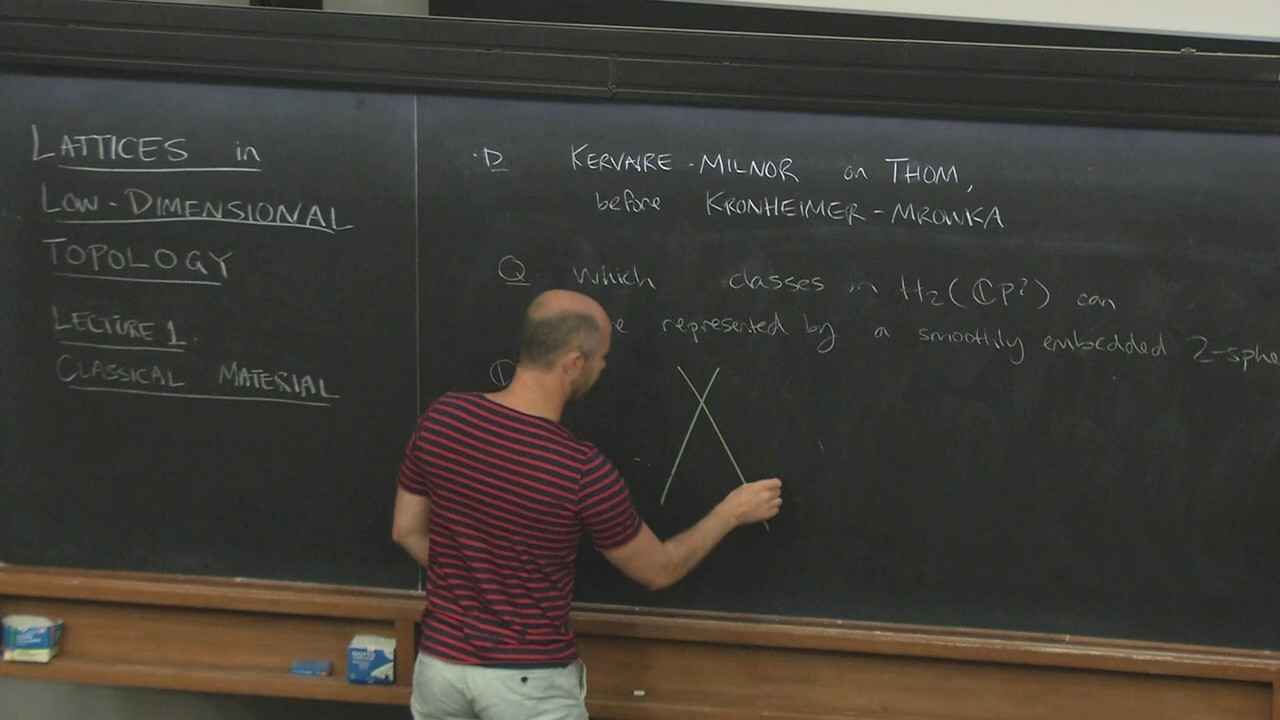 LATTICES in
LOW-DIMENSIONAL
TOPOLOGY
LECTURE 1.
CLASSICAL MATERIAL
KERVAIRE-MILNOR on THOM,
before KRONHEIMER-MROWKA
Q Which classes in H₂(ℂP²) can
represented by a smoothly embedded 2-sphe
①